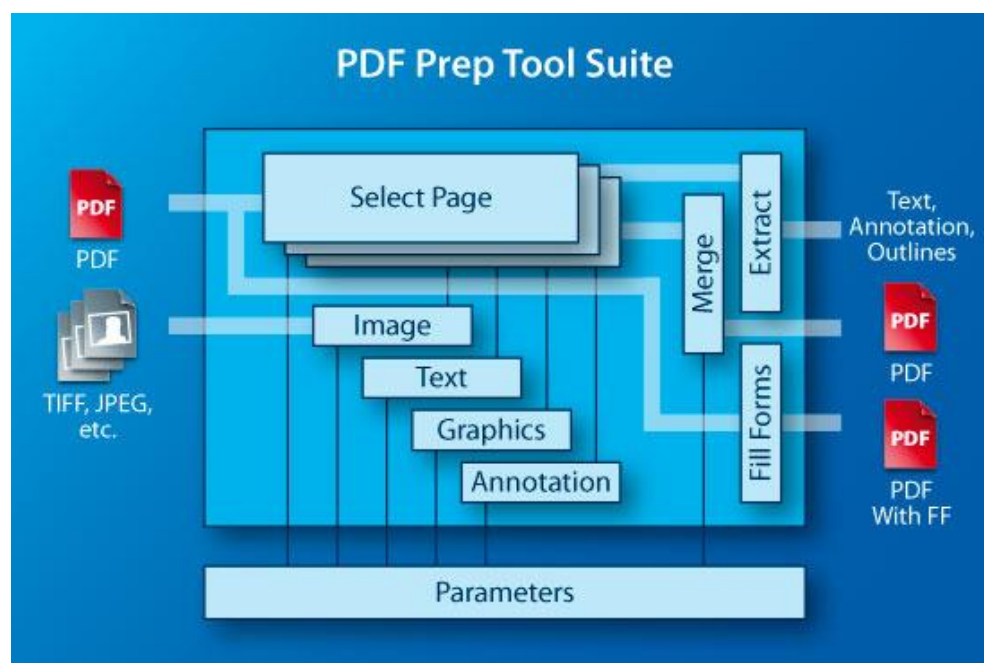 PDF Prep Tool Suite
PDF
PDF
TIFF, JPEG,
etc.
Select Page
Image
Text
Graphics
Annotation
Merge
Extract
Fill Forms
Text,
Annotation,
Outlines
PDF
PDF
PDF
PDF
With FF
Parameters